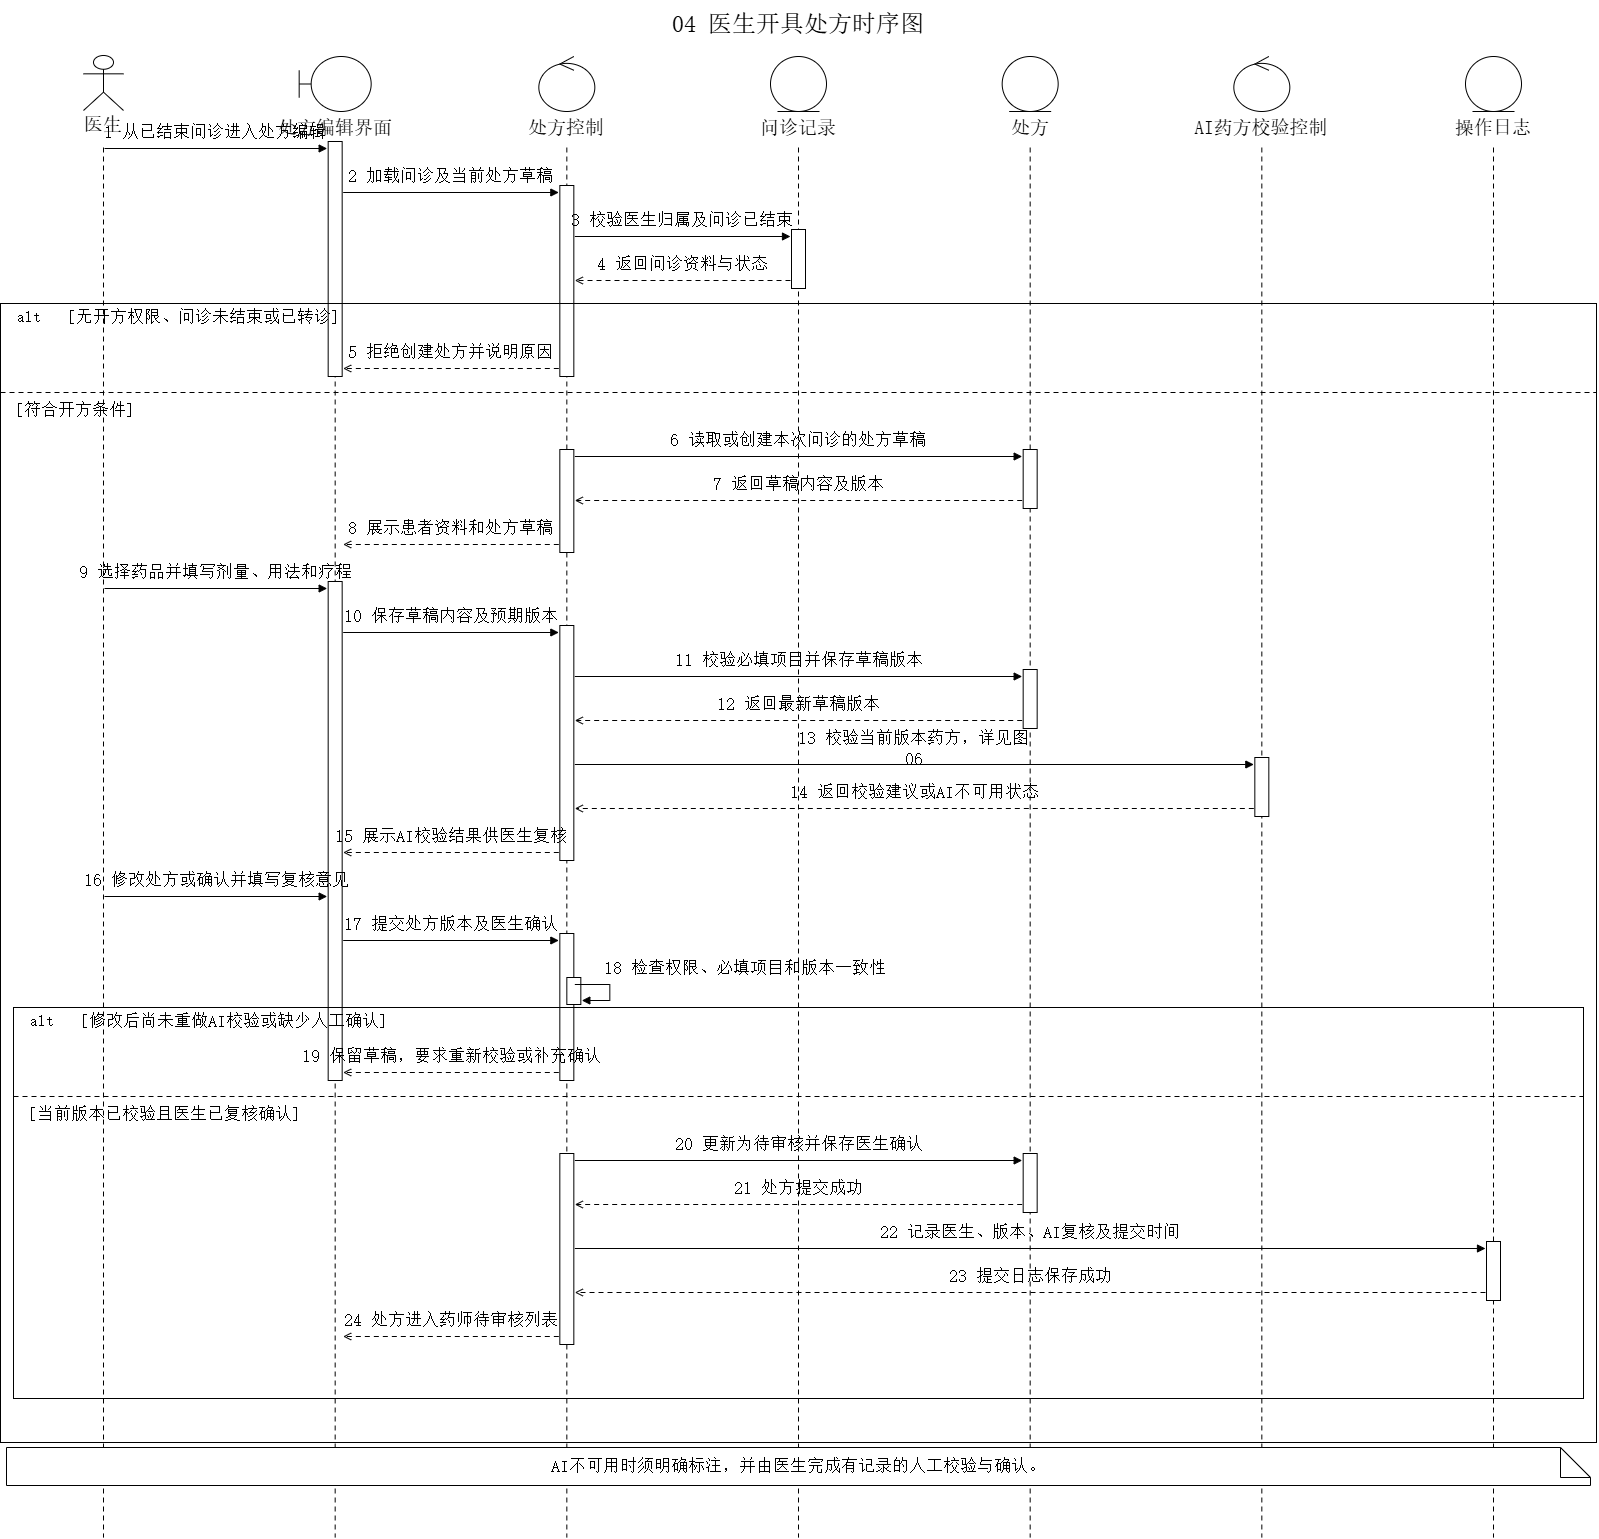 04 医生开具处方时序图
医生
处方编辑界面
处方控制
问诊记录
处方
AI药方校验控制
操作日志
1 从已结束问诊进入处方编辑
2 加载问诊及当前处方草稿
3 校验医生归属及问诊已结束
4 返回问诊资料与状态
alt [无开方权限、问诊未结束或已转诊]
5 拒绝创建处方并说明原因
[符合开方条件]
6 读取或创建本次问诊的处方草稿
7 返回草稿内容及版本
8 展示患者资料和处方草稿
9 选择药品并填写剂量、用法和疗程
10 保存草稿内容及预期版本
11 校验必填项目并保存草稿版本
12 返回最新草稿版本
13 校验当前版本药方，详见图
06
14 返回校验建议或AI不可用状态
15 展示AI校验结果供医生复核
16 修改处方或确认并填写复核意见
17 提交处方版本及医生确认
18 检查权限、必填项目和版本一致性
alt [修改后尚未重做AI校验或缺少人工确认]
19 保留草稿，要求重新校验或补充确认
[当前版本已校验且医生已复核确认]
20 更新为待审核并保存医生确认
21 处方提交成功
22 记录医生、版本、AI复核及提交时间
23 提交日志保存成功
24 处方进入药师待审核列表
AI不可用时须明确标注，并由医生完成有记录的人工校验与确认。